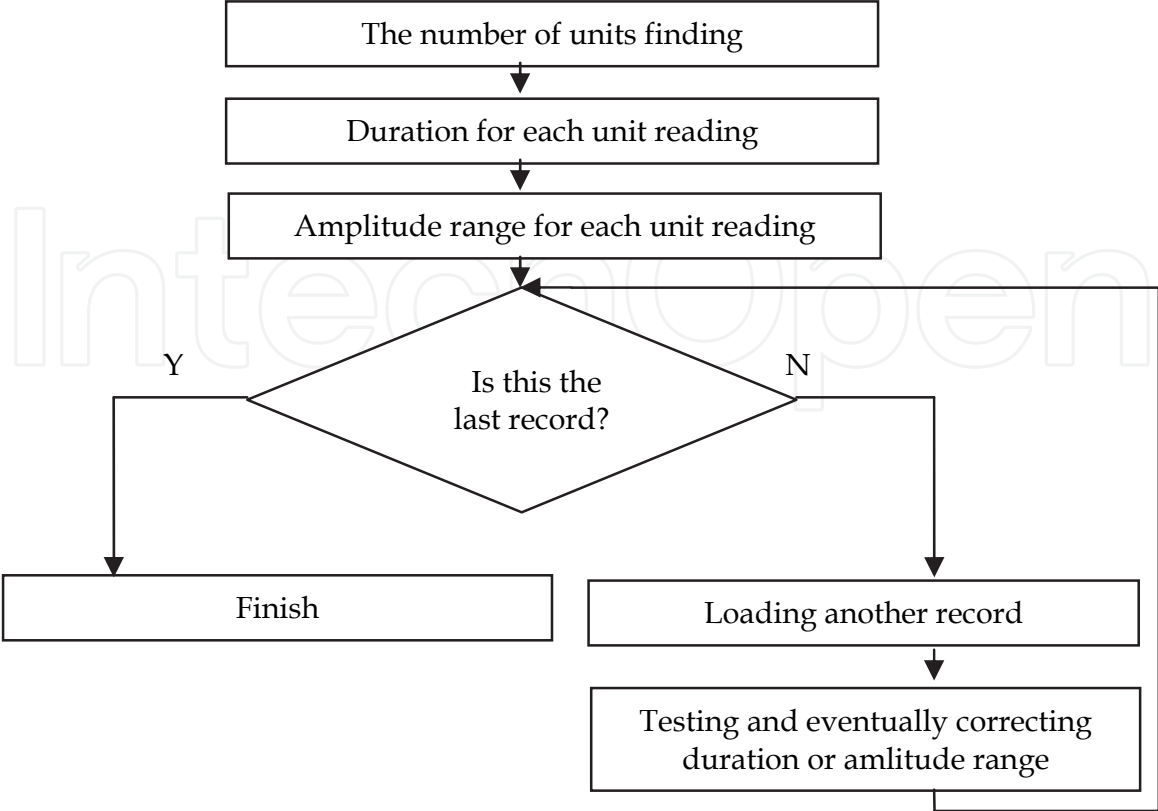 The number of units finding
Duration for each unit reading
Amplitude range for each unit reading
IntechOpen
Y
N
Is this the
last record?
Finish
Loading another record
Testing and eventually correcting
duration or amlitude range